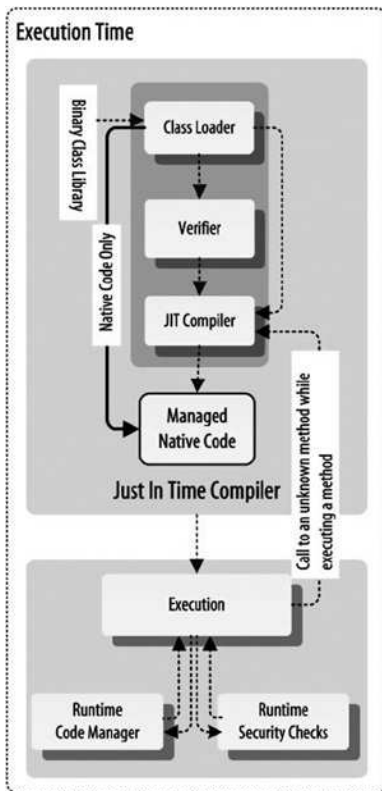 Execution Time
Binary Class Library
Class Loader
Native Code Only
Verifier
JIT Compiler
Managed
Native Code
Call to an unknown method while
executing a method
Just In Time Compiler
Execution
Runtime
Code Manager
Runtime
Security Checks